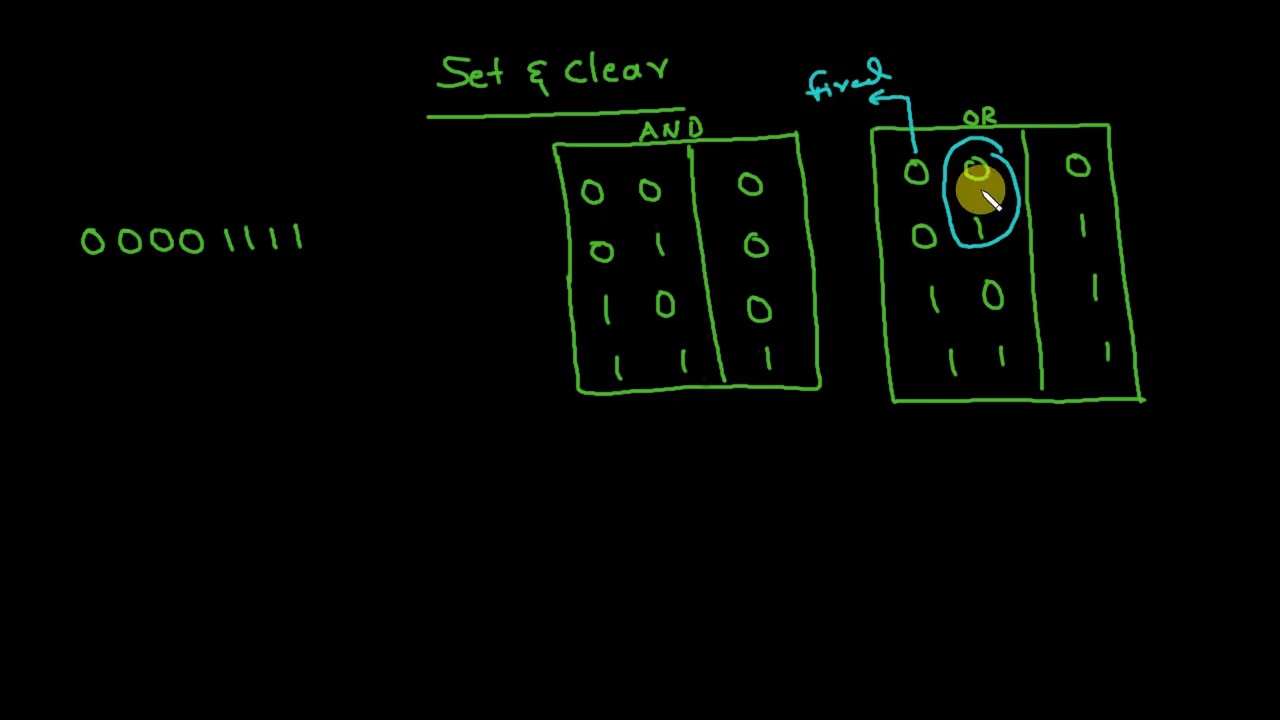 Set & Clear
fixed
AND
OR
0 0 0
0 1 0
1 0 0
1 1 1
0 0 0
0 1 1
1 0 1
1 1 1
00001111